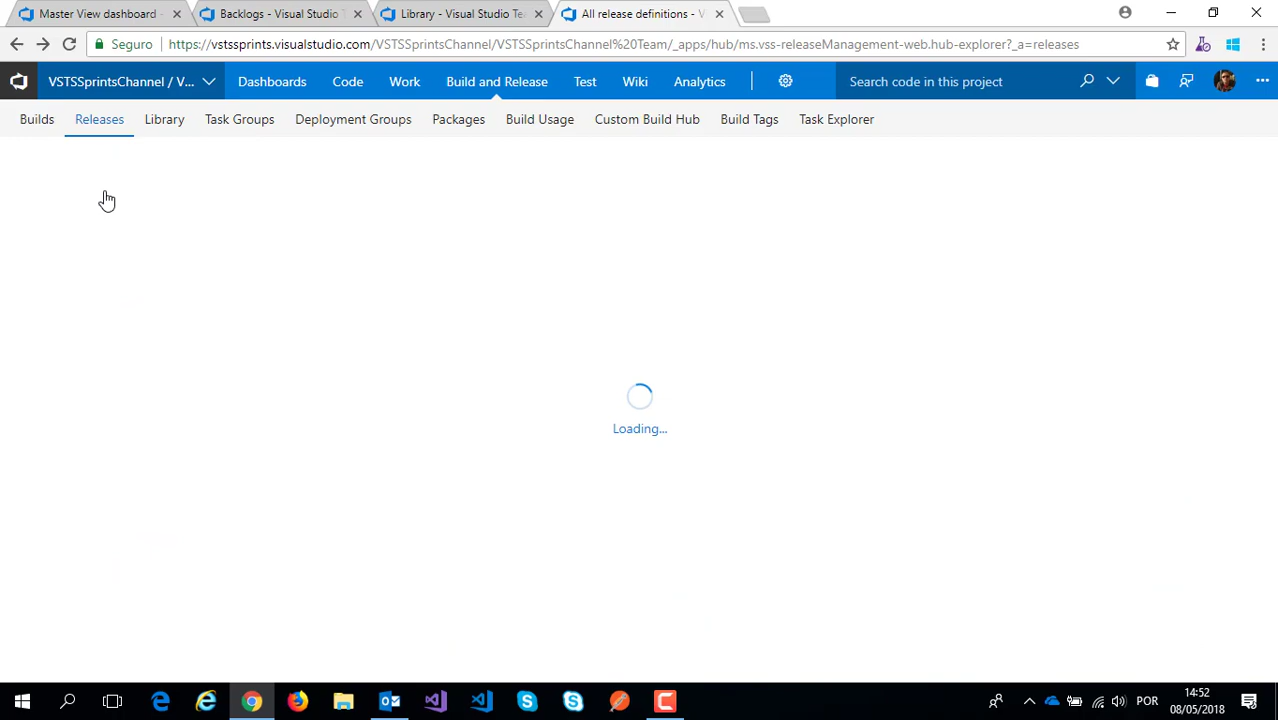 Master View dashboard -
Backlogs - Visual Studio T
Library - Visual Studio Tea
All release definitions - V
Seguro
https://vstssprints.visualstudio.com/VSTSSprintsChannel/VSTSSprintsChannel%20Team/_apps/hub/ms.vss-releaseManagement-web.hub-explorer?_a=releases
VSTSSprintsChannel / V...
Dashboards
Code
Work
Build and Release
Test
Wiki
Analytics
Search code in this project
Builds
Releases
Library
Task Groups
Deployment Groups
Packages
Build Usage
Custom Build Hub
Build Tags
Task Explorer
Loading...
POR
14:52
08/05/2018